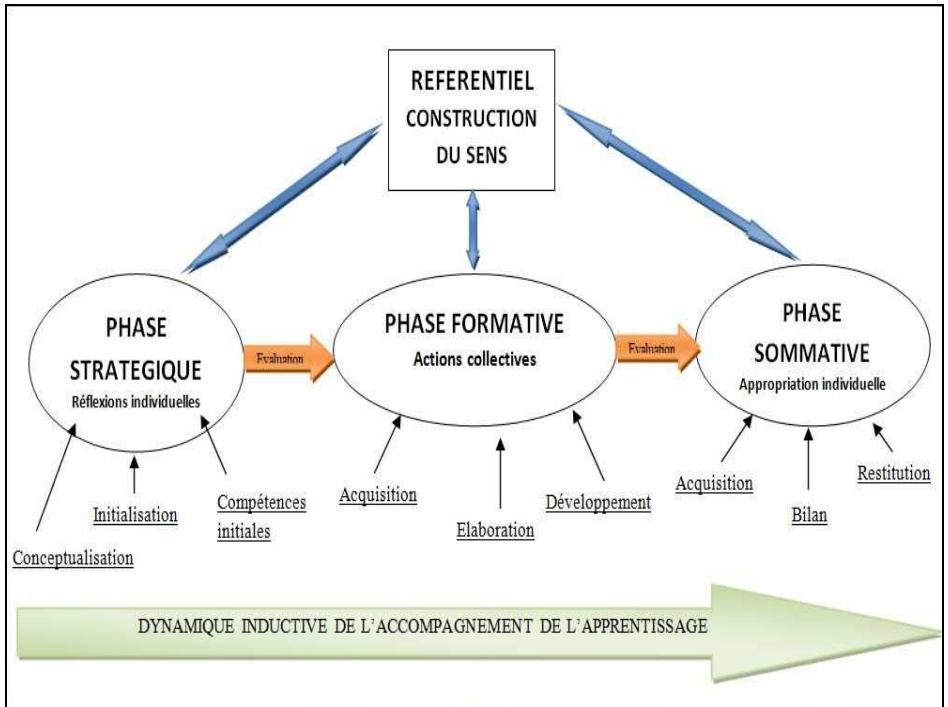 RÉFERENTIEL
CONSTRUCTION
DU SENS
PHASE
STRATEGIQUE
Réflexions individuelles
Evaluation
PHASE FORMATIVE
Actions collectives
Evaluation
PHASE
SOMMATIVE
Appropriation individuelle
Conceptualisation
Initialisation
Compétences
initiales
Acquisition
Elaboration
Développement
Acquisition
Bilan
Restitution
DYNAMIQUE INDUCTIVE DE L’ACCOMPAGNEMENT DE L’APPRENTISSAGE